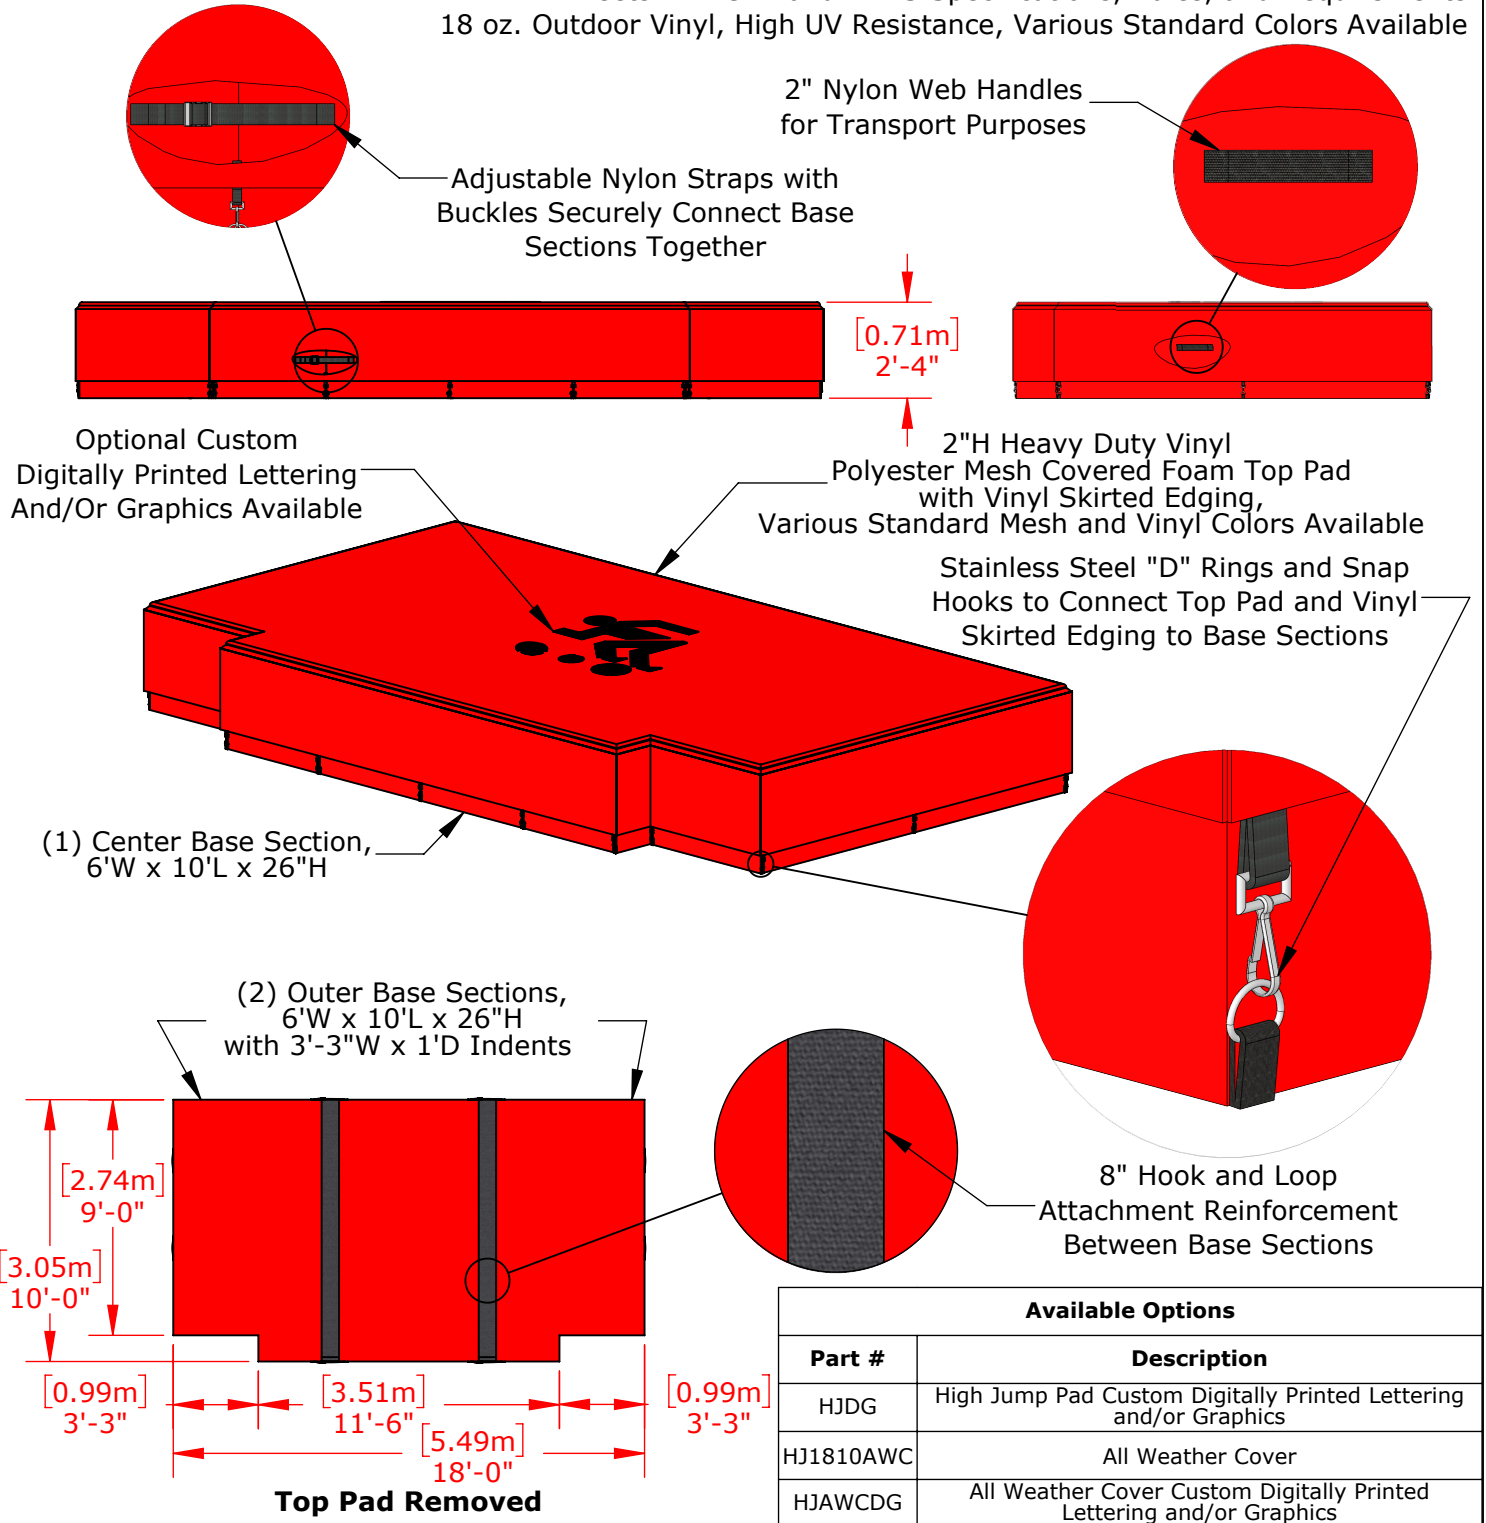 18 oz. Outdoor Vinyl, High UV Resistance, Various Standard Colors Available
2" Nylon Web Handles
for Transport Purposes
Adjustable Nylon Straps with
Buckles Securely Connect Base
Sections Together
[0.71m]
2'-4"
Optional Custom
Digitally Printed Lettering
And/Or Graphics Available
2"H Heavy Duty Vinyl
Polyester Mesh Covered Foam Top Pad
with Vinyl Skirted Edging,
Various Standard Mesh and Vinyl Colors Available
Stainless Steel "D" Rings and Snap
Hooks to Connect Top Pad and Vinyl
Skirted Edging to Base Sections
(1) Center Base Section,
6'W x 10'L x 26"H
(2) Outer Base Sections,
6'W x 10'L x 26"H
with 3'-3"W x 1'D Indents
[2.74m]
9'-0"
[3.05m]
10'-0"
8" Hook and Loop
Attachment Reinforcement
Between Base Sections
[0.99m]
3'-3"
[3.51m]
11'-6"
[0.99m]
3'-3"
[5.49m]
18'-0"
Top Pad Removed
Available Options
Part # Description
HJDG High Jump Pad Custom Digitally Printed Lettering
and/or Graphics
HJ1810AWC All Weather Cover
HJAWCDG All Weather Cover Custom Digitally Printed
Lettering and/or Graphics